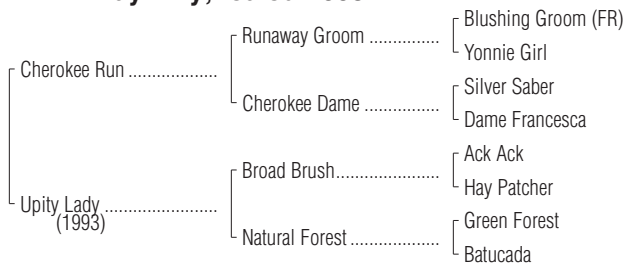 Cherokee Run ..................
Upity Lady .......................
(1993)
Runaway Groom ..............
Cherokee Dame ...............
Broad Brush.....................
Natural Forest ..................
Blushing Groom (FR)
Yonnie Girl
Silver Saber
Dame Francesca
Ack Ack
Hay Patcher
Green Forest
Batucada